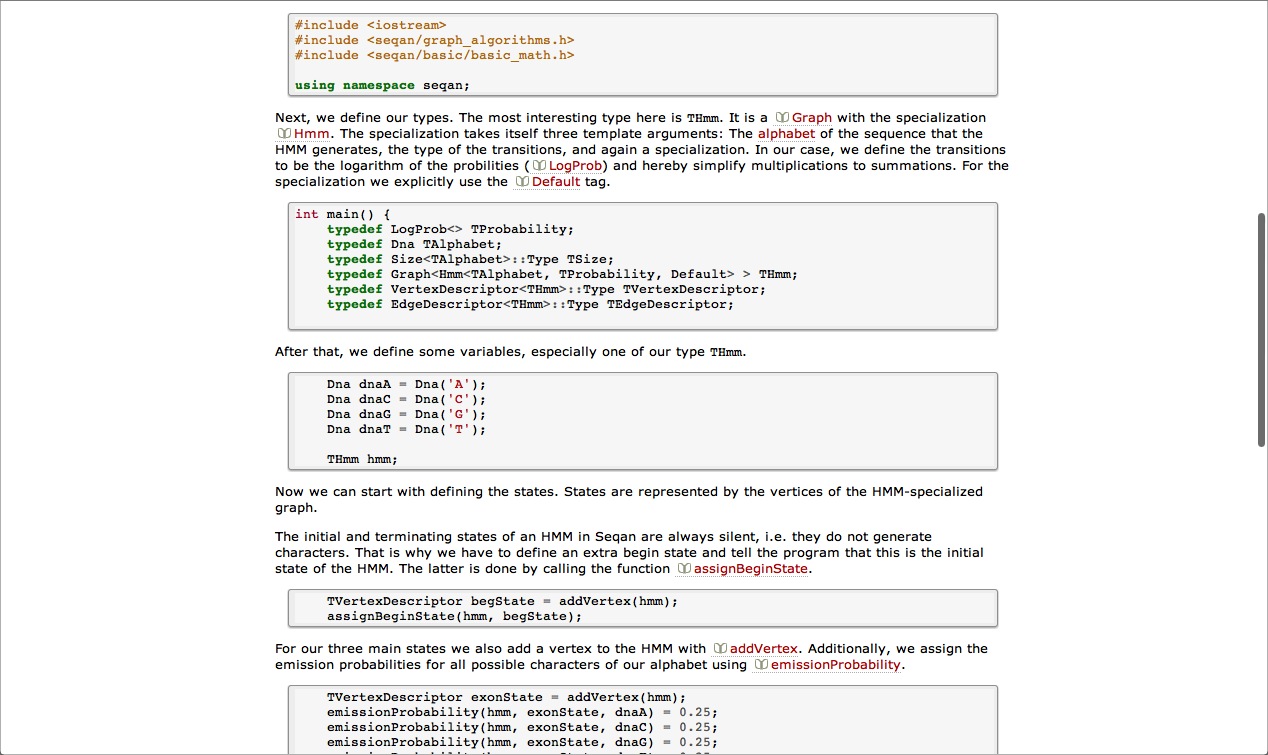 #include <iostream>
#include <seqan/graph_algorithms.h>
#include <seqan/basic/basic_math.h>
using namespace seqan;
Next, we define our types. The most interesting type here is THmm. It is a Graph with the specialization
Hmm. The specialization takes itself three template arguments: The alphabet of the sequence that the
HMM generates, the type of the transitions, and again a specialization. In our case, we define the transitions
to be the logarithm of the probilities (LogProb) and hereby simplify multiplications to summations. For the
specialization we explicitly use the Default tag.
int main() {
    typedef LogProb<> TProbability;
    typedef Dna TAlphabet;
    typedef Size<TAlphabet>::Type TSize;
    typedef Graph<Hmm<TAlphabet, TProbability, Default> > THmm;
    typedef VertexDescriptor<THmm>::Type TVertexDescriptor;
    typedef EdgeDescriptor<THmm>::Type TEdgeDescriptor;
After that, we define some variables, especially one of our type THmm.
    Dna dnaA = Dna('A');
    Dna dnaC = Dna('C');
    Dna dnaG = Dna('G');
    Dna dnaT = Dna('T');
    THmm hmm;
Now we can start with defining the states. States are represented by the vertices of the HMM-specialized
graph.
The initial and terminating states of an HMM in Seqan are always silent, i.e. they do not generate
characters. That is why we have to define an extra begin state and tell the program that this is the initial
state of the HMM. The latter is done by calling the function assignBeginState.
    TVertexDescriptor begState = addVertex(hmm);
    assignBeginState(hmm, begState);
For our three main states we also add a vertex to the HMM with addVertex. Additionally, we assign the
emission probabilities for all possible characters of our alphabet using emissionProbability.
    TVertexDescriptor exonState = addVertex(hmm);
    emissionProbability(hmm, exonState, dnaA) = 0.25;
    emissionProbability(hmm, exonState, dnaC) = 0.25;
    emissionProbability(hmm, exonState, dnaG) = 0.25;